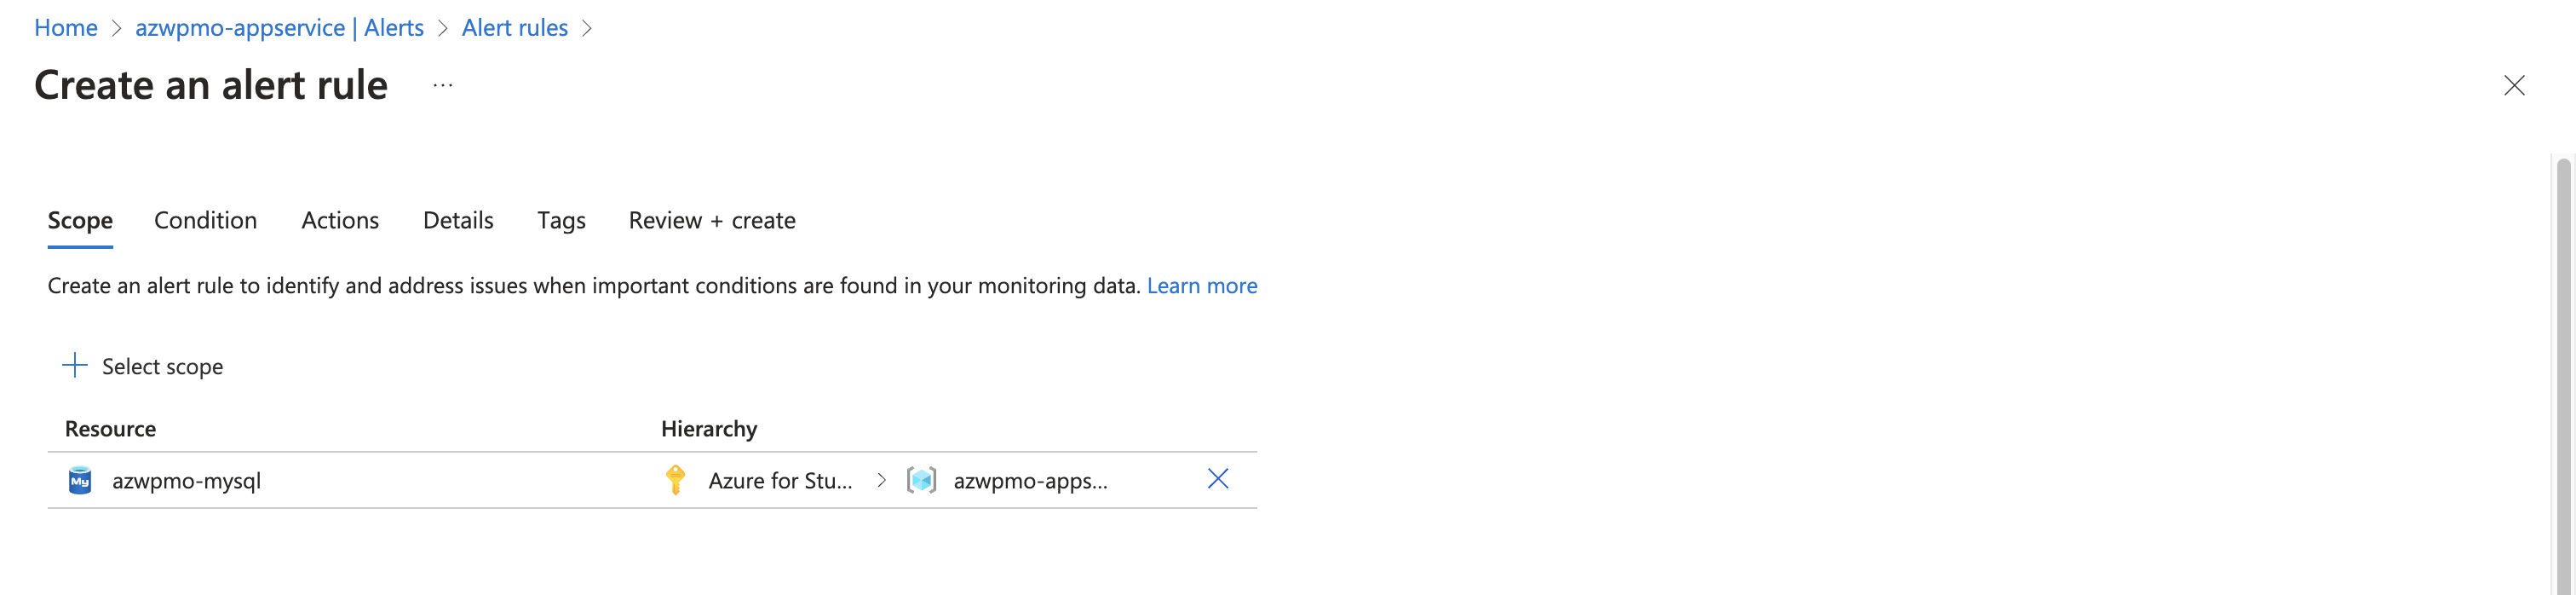 Home > azwpmo-appservice | Alerts > Alert rules >
Create an alert rule ...
Scope Condition Actions Details Tags Review + create
Create an alert rule to identify and address issues when important conditions are found in your monitoring data. Learn more
+ Select scope
Resource Hierarchy
My azwpmo-mysql Azure for Stu... > azwpmo-apps...